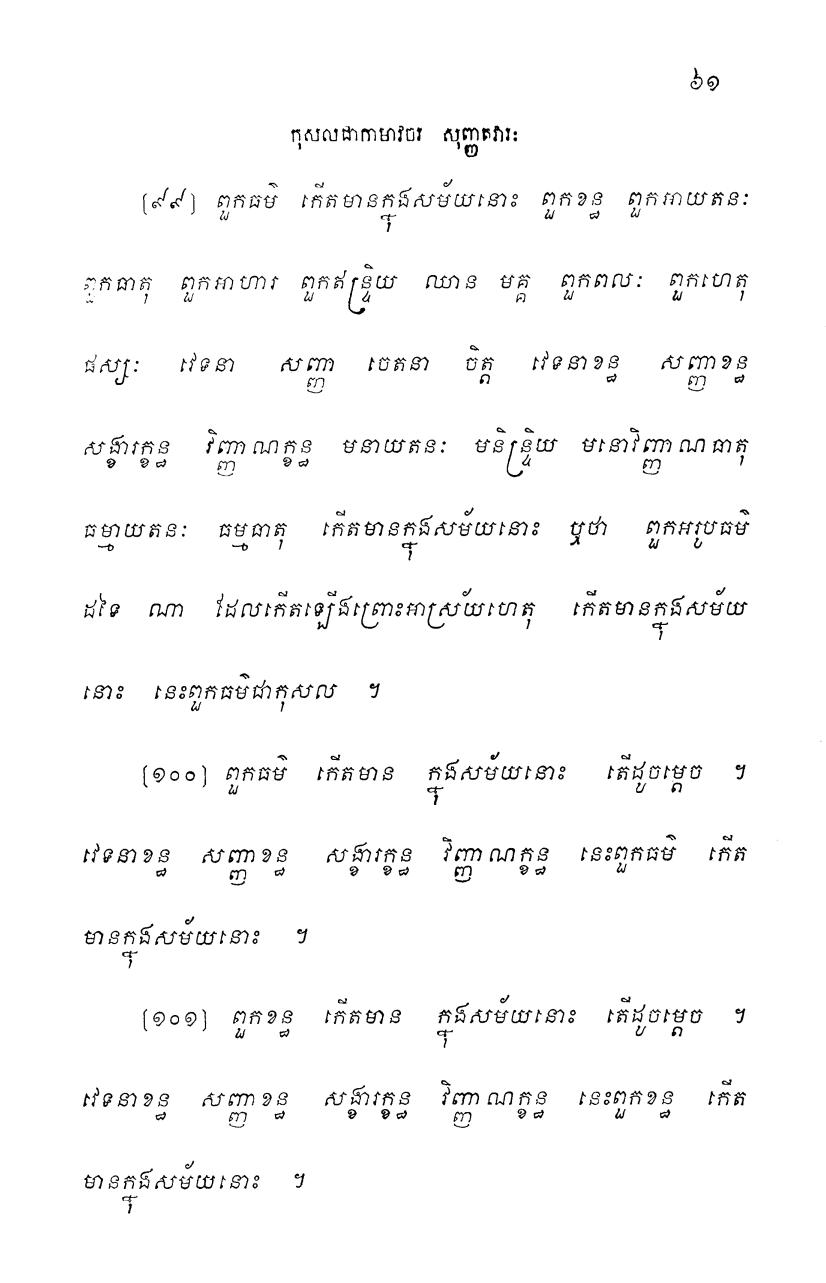 ៦១
កុសលជាកាមាវចរ សុញ្ញតវារៈ
[៩៩] ពួកធម៌ កើតមានក្នុងសម័យនោះ ពួកខន្ធ ពួកអាយតនៈ
ពួកធាតុ ពួកអាហារ ពួកឥន្ទ្រិយ ឈាន មគ្គ ពួកពលៈ ពួកហេតុ
ផស្សៈ វេទនា សញ្ញា ចេតនា ចិត្ត វេទនាខន្ធ សញ្ញាខន្ធ
សង្ខារក្ខន្ធ វិញ្ញាណក្ខន្ធ មនាយតនៈ មនិន្ទ្រិយ មនោវិញ្ញាណធាតុ
ធម្មាយតនៈ ធម្មធាតុ កើតមានក្នុងសម័យនោះ ឬថា ពួកអរូបធម៌
ដទៃ ណា ដែលកើតឡើងព្រោះអាស្រ័យហេតុ កើតមានក្នុងសម័យ
នោះ នេះពួកធម៌ជាកុសល ។
[១០០] ពួកធម៌ កើតមាន ក្នុងសម័យនោះ តើដូចម្តេច ។
វេទនាខន្ធ សញ្ញាខន្ធ សង្ខារក្ខន្ធ វិញ្ញាណក្ខន្ធ នេះពួកធម៌ កើត
មានក្នុងសម័យនោះ ។
[១០១] ពួកខន្ធ កើតមាន ក្នុងសម័យនោះ តើដូចម្តេច ។
វេទនាខន្ធ សញ្ញាខន្ធ សង្ខារក្ខន្ធ វិញ្ញាណក្ខន្ធ នេះពួកខន្ធ កើត
មានក្នុងសម័យនោះ ។